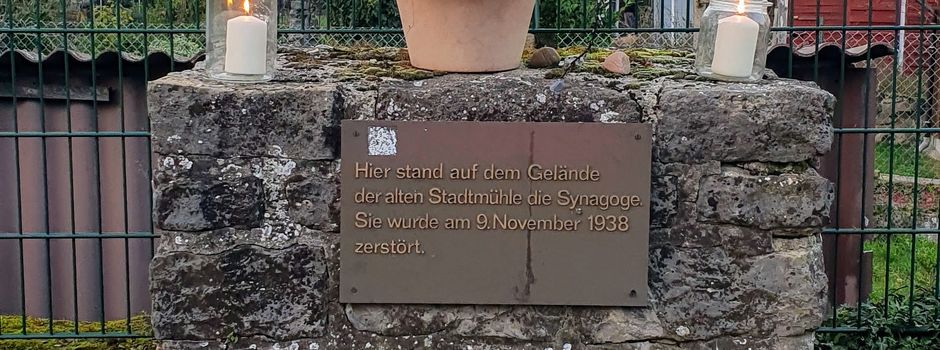 Hier stand auf dem Gelände
der alten Stadtmühle die Synagoge.
Sie wurde am 9. November 1938
zerstört.